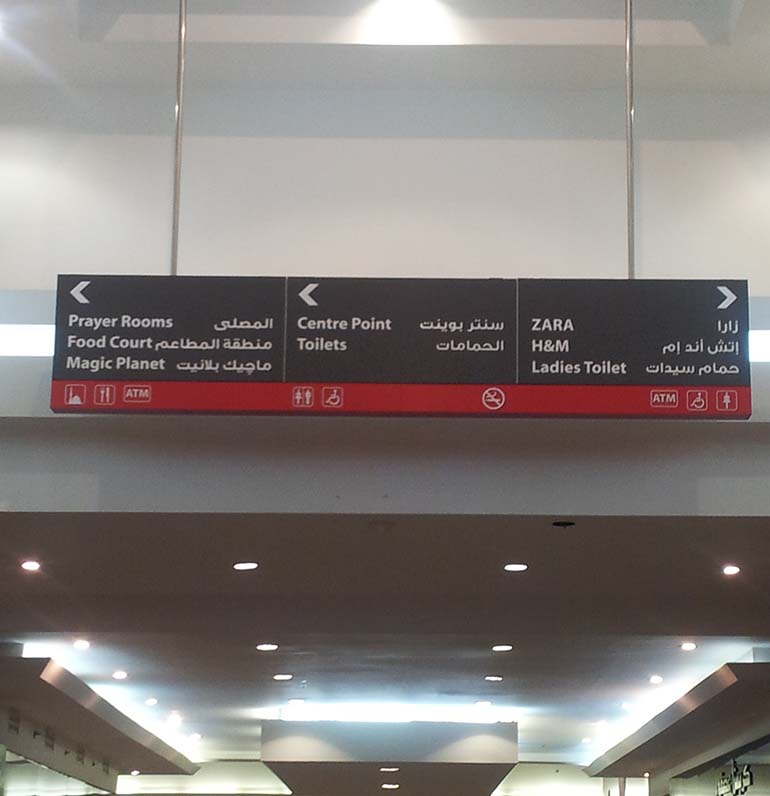 Prayer Rooms المصلى
Food Court منطقة المطاعم
Magic Planet ماچيك بلانيت
ATM
Centre Point سنتر بوينت
Toilets الحمامات
ZARA زارا
H&M إتش أند إم
Ladies Toilet حمام سيدات
ATM